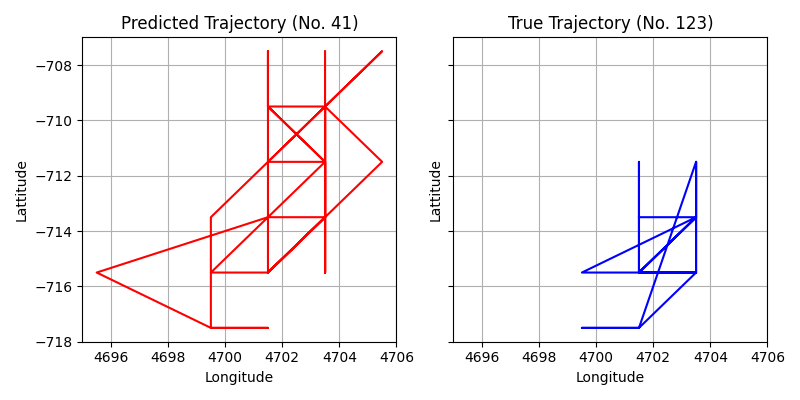 Predicted Trajectory (No. 41)
True Trajectory (No. 123)
Lattitude
−708
−710
−712
−714
−716
−718
4696 4698 4700 4702 4704 4706
Longitude
Lattitude
4696 4698 4700 4702 4704 4706
Longitude